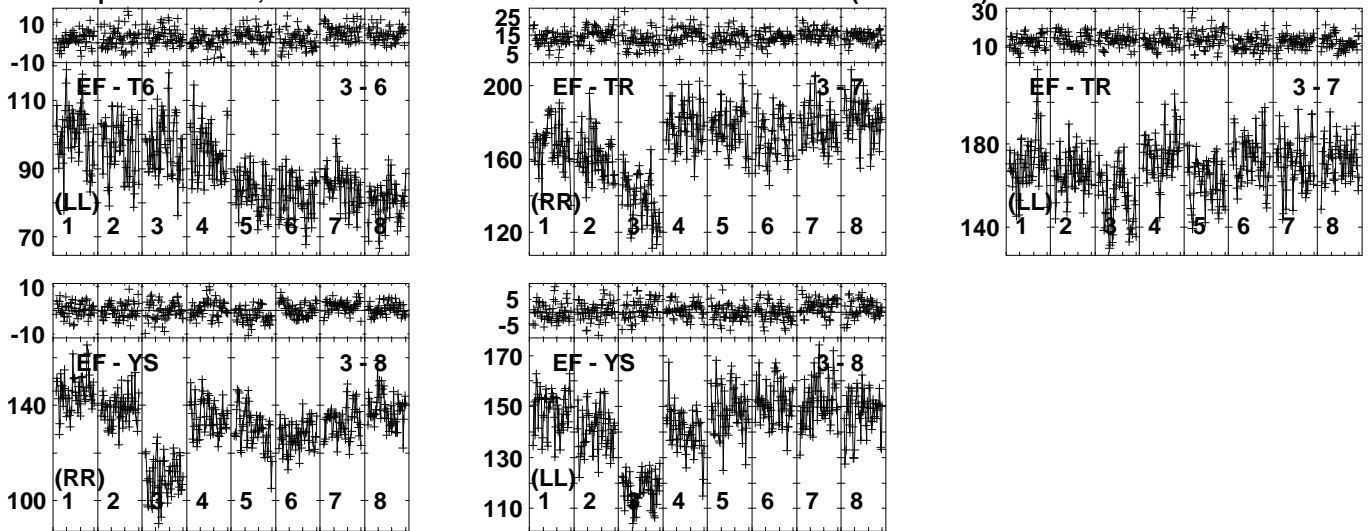 10
-10
EF - T6 3 - 6
110
90
(LL)
70
1 2 3 4 5 6 7 8
25
15
5
EF - TR 3 - 7
200
160
(RR)
120
1 2 3 4 5 6 7 8
30
10
EF - TR 3 - 7
180
(LL)
140
1 2 3 4 5 6 7 8
10
-10
EF - YS 3 - 8
140
(RR)
100
1 2 3 4 5 6 7 8
5
-5
EF - YS 3 - 8
170
150
130
(LL)
110
1 2 3 4 5 6 7 8